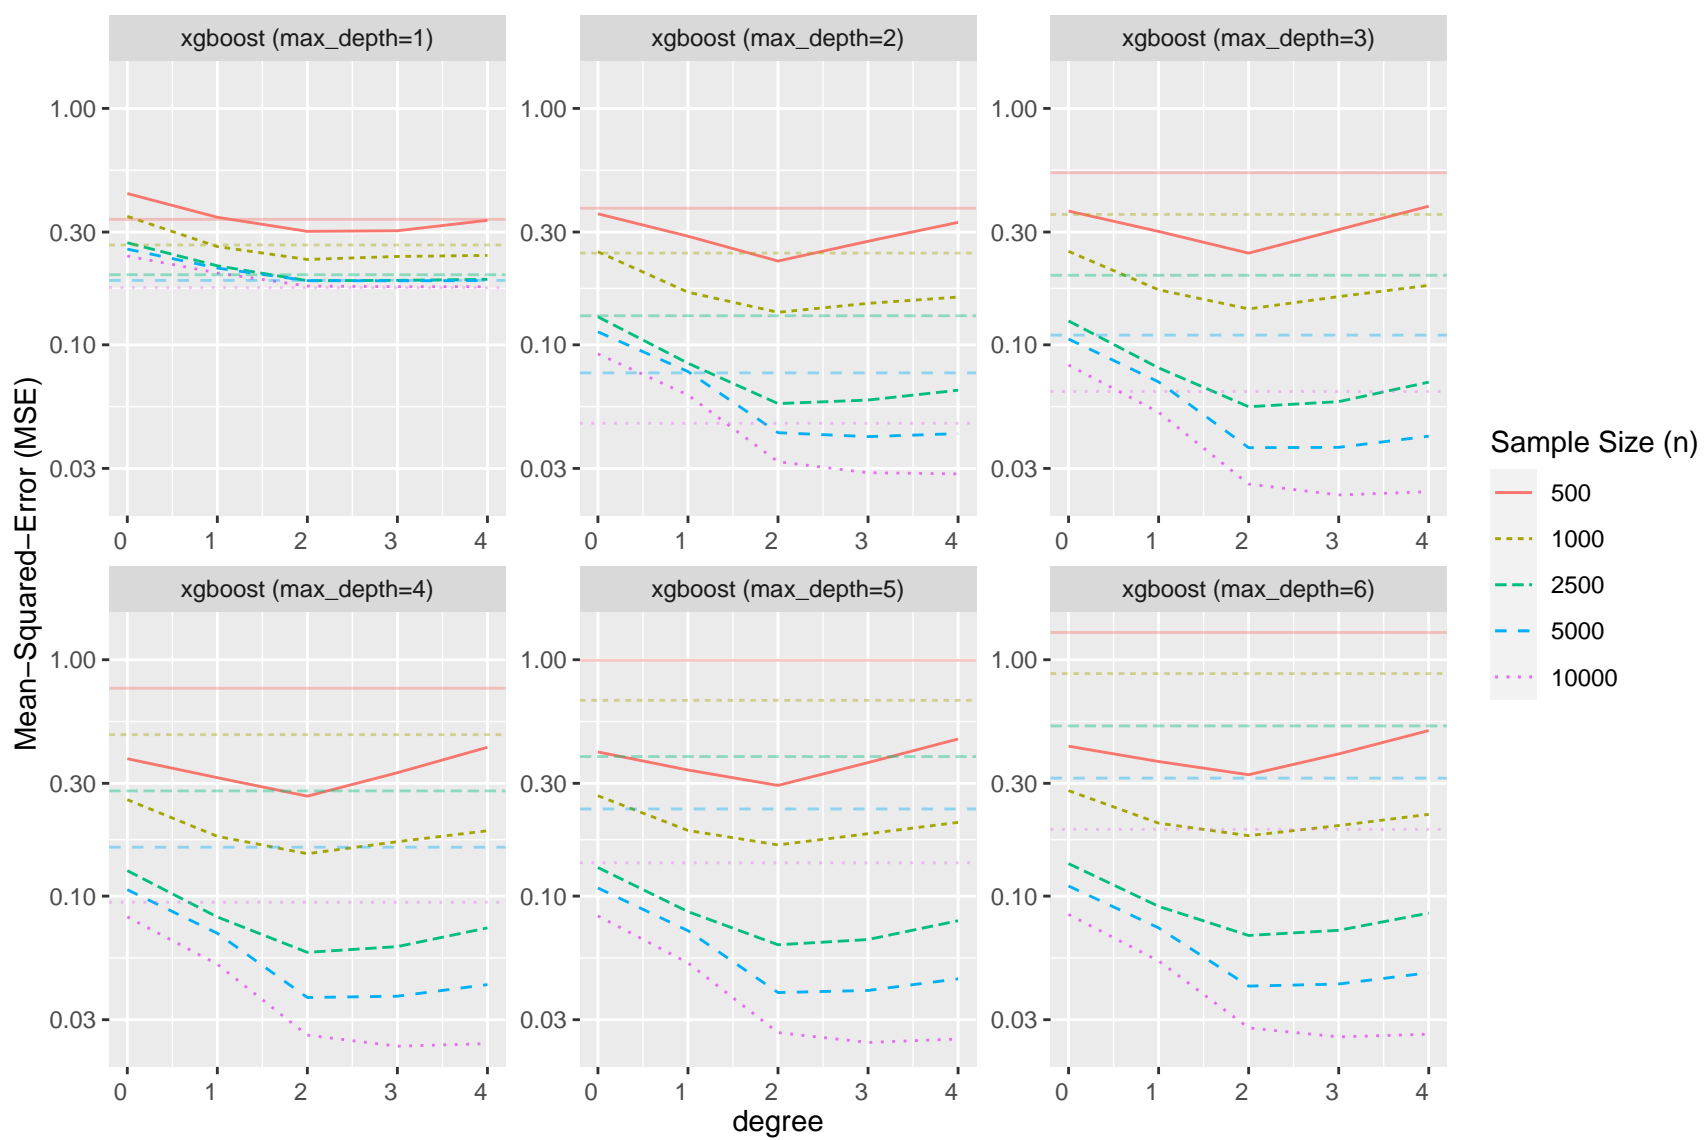 xgboost (max_depth=1)
xgboost (max_depth=2)
xgboost (max_depth=3)
1.00
0.30
0.10
0.03
1.00
0.30
0.10
0.03
1.00
0.30
0.10
0.03
0 1 2 3 4
0 1 2 3 4
0 1 2 3 4
xgboost (max_depth=4)
xgboost (max_depth=5)
xgboost (max_depth=6)
1.00
0.30
0.10
0.03
1.00
0.30
0.10
0.03
1.00
0.30
0.10
0.03
0 1 2 3 4
0 1 2 3 4
0 1 2 3 4
degree
Mean−Squared−Error (MSE)
Sample Size (n)
500
1000
2500
5000
10000